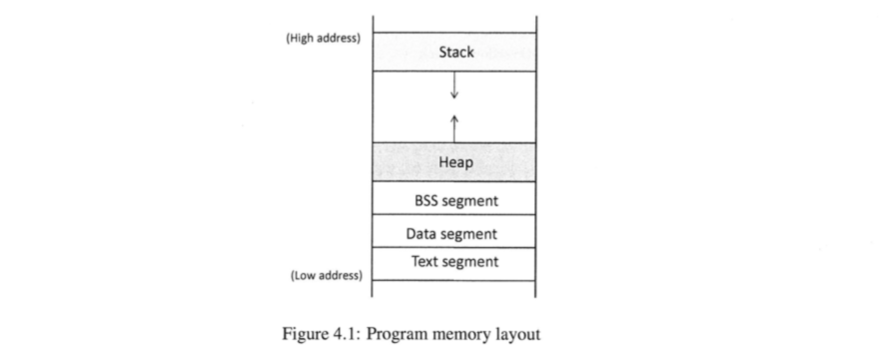 (High address)
Stack
Heap
BSS segment
Data segment
Text segment
(Low address)
Figure 4.1: Program memory layout